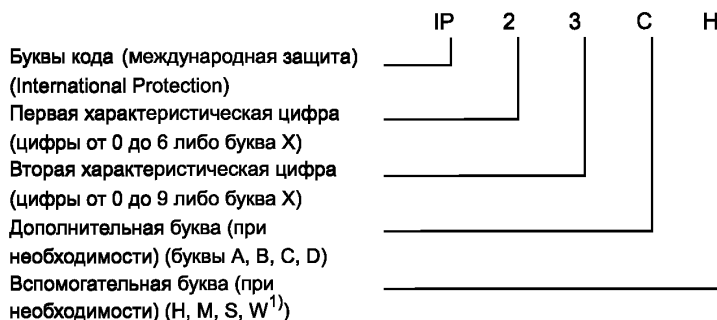 IP 2 3 C H
Буквы кода (международная защита)
(International Protection)
Первая характеристическая цифра
(цифры от 0 до 6 либо буква X)
Вторая характеристическая цифра
(цифры от 0 до 9 либо буква X)
Дополнительная буква (при
необходимости) (буквы A, B, C, D)
Вспомогательная буква (при
необходимости) (H, M, S, W¹⁾)